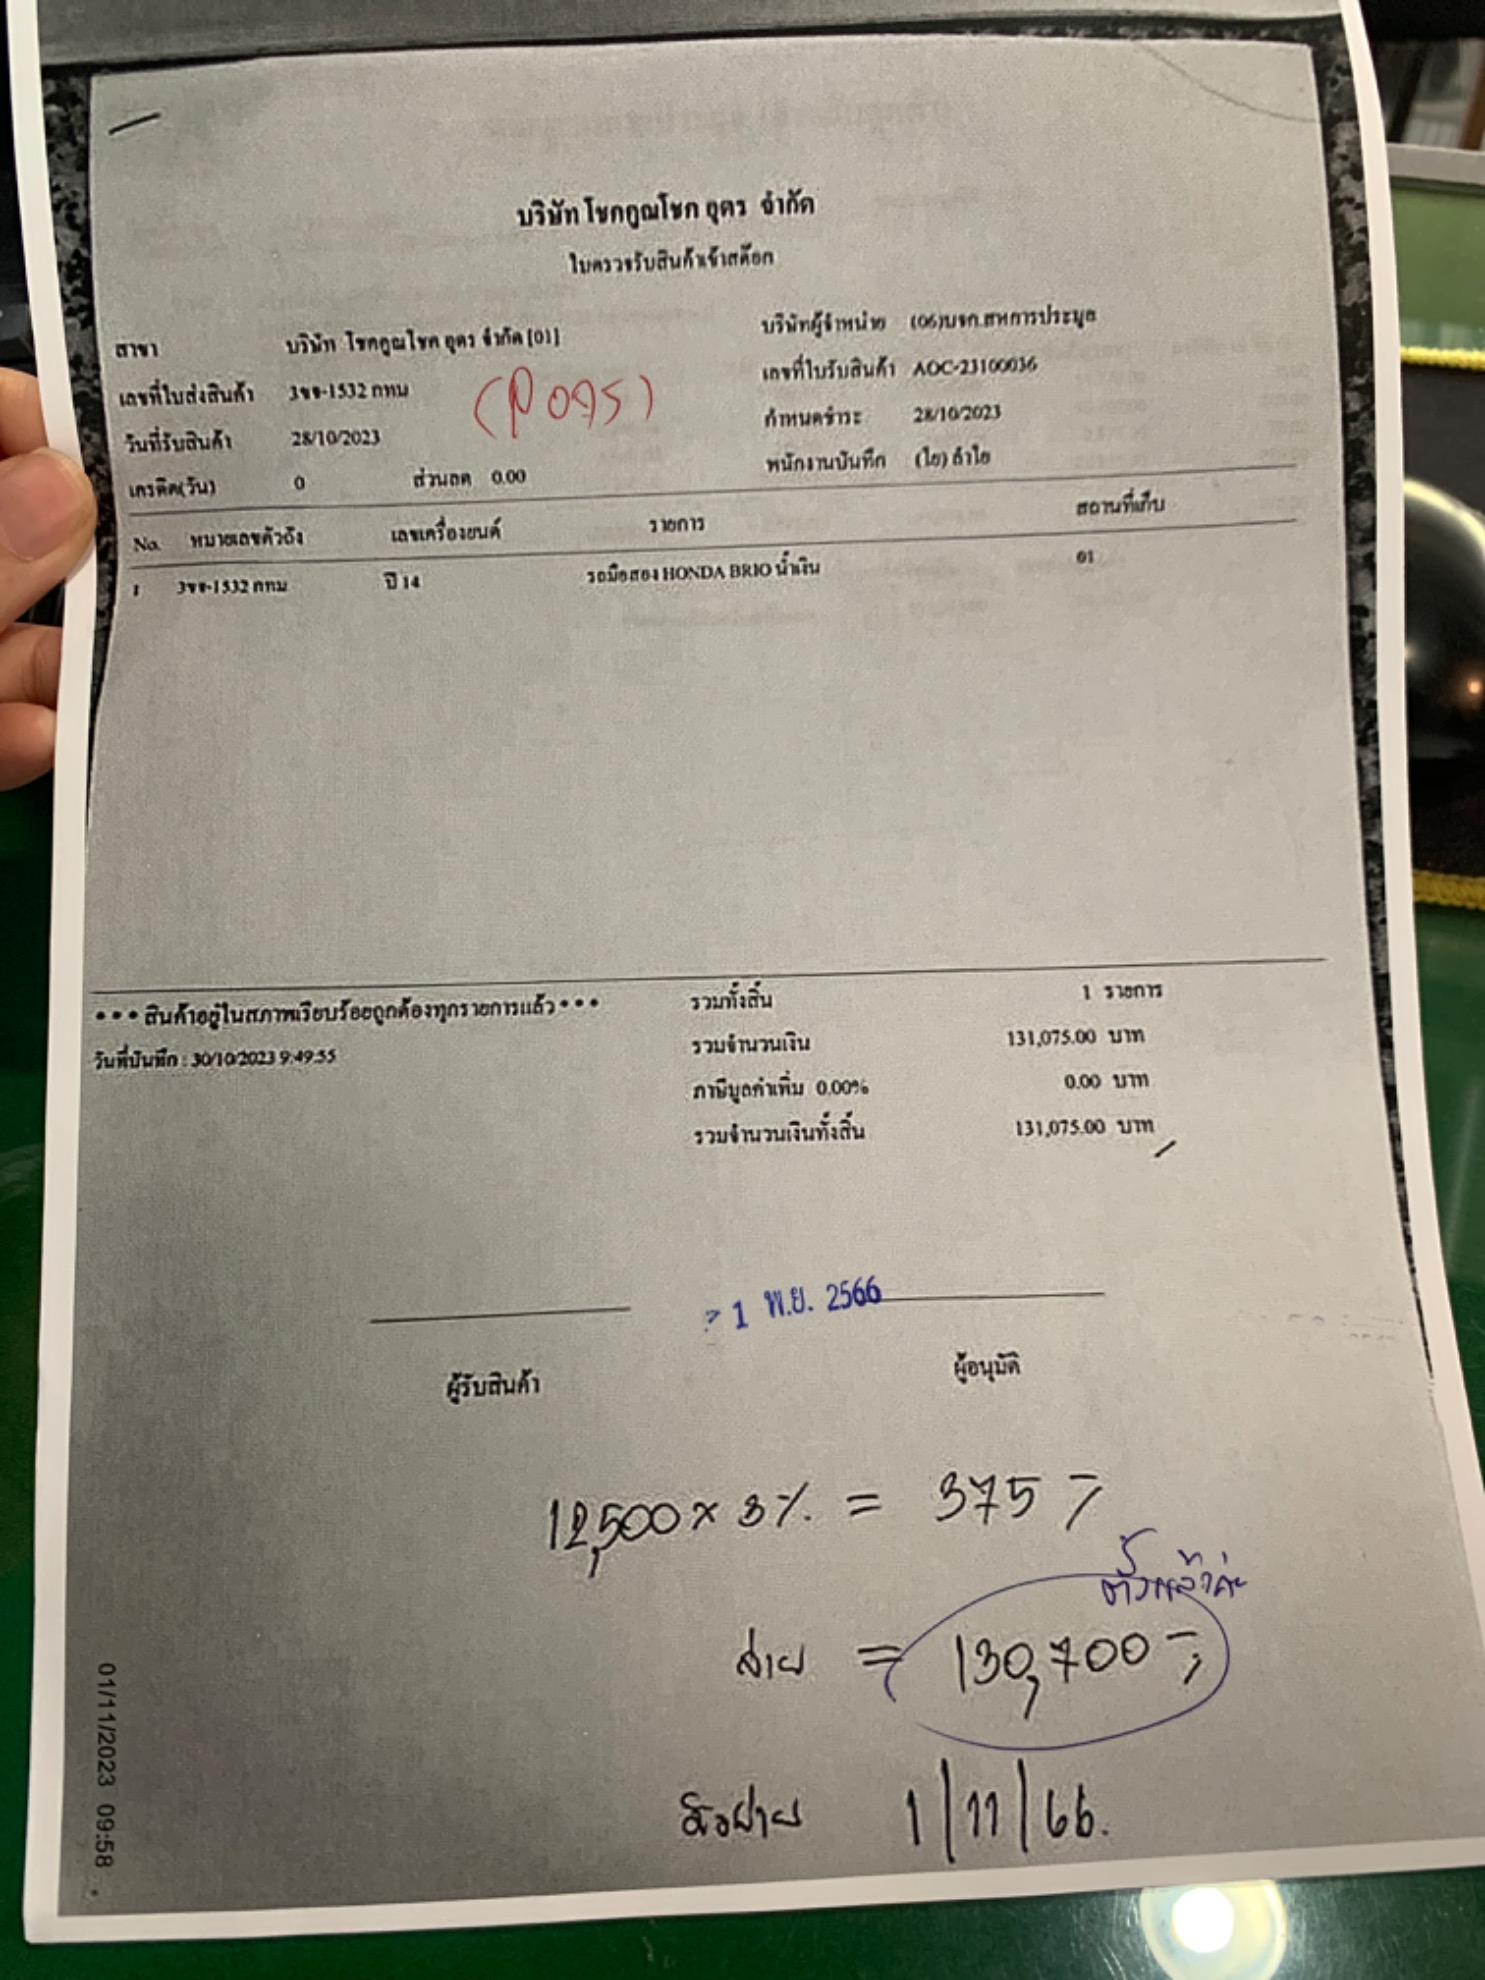 บริษัท โชคคูณโชค อุดร จำกัด
ใบตรวจรับสินค้าเข้าสต๊อก
สาขา บริษัท โชคคูณโชค อุดร จำกัด [01] บริษัทผู้จำหน่าย (06)บจก.สหการประมูล
เลขที่ใบส่งสินค้า 3ขจ-1532 กทม เลขที่ใบรับสินค้า AOC-23100036
(P075)
วันที่รับสินค้า 28/10/2023 กำหนดชำระ 28/10/2023
เครดิต(วัน) 0 ส่วนลด 0.00 พนักงานบันทึก (ไอ) ลำไย
No. หมายเลขตัวถัง เลขเครื่องยนต์ รายการ สถานที่เก็บ
1 3ขจ-1532 กทม ปี 14 รถมือสอง HONDA BRIO น้ำเงิน 01
*** สินค้าอยู่ในสภาพเรียบร้อยถูกต้องทุกรายการแล้ว *** รวมทั้งสิ้น 1 รายการ
วันที่บันทึก : 30/10/2023 9:49:55 รวมจำนวนเงิน 131,075.00 บาท
ภาษีมูลค่าเพิ่ม 0.00% 0.00 บาท
รวมจำนวนเงินทั้งสิ้น 131,075.00 บาท
- 1 พ.ย. 2566
ผู้รับสินค้า ผู้อนุมัติ
12,500 x 3% = 375 -
ตั้งแล้วค่ะ
จ่าย = 130,700 -
1/11/66.
01/11/2023 09:58